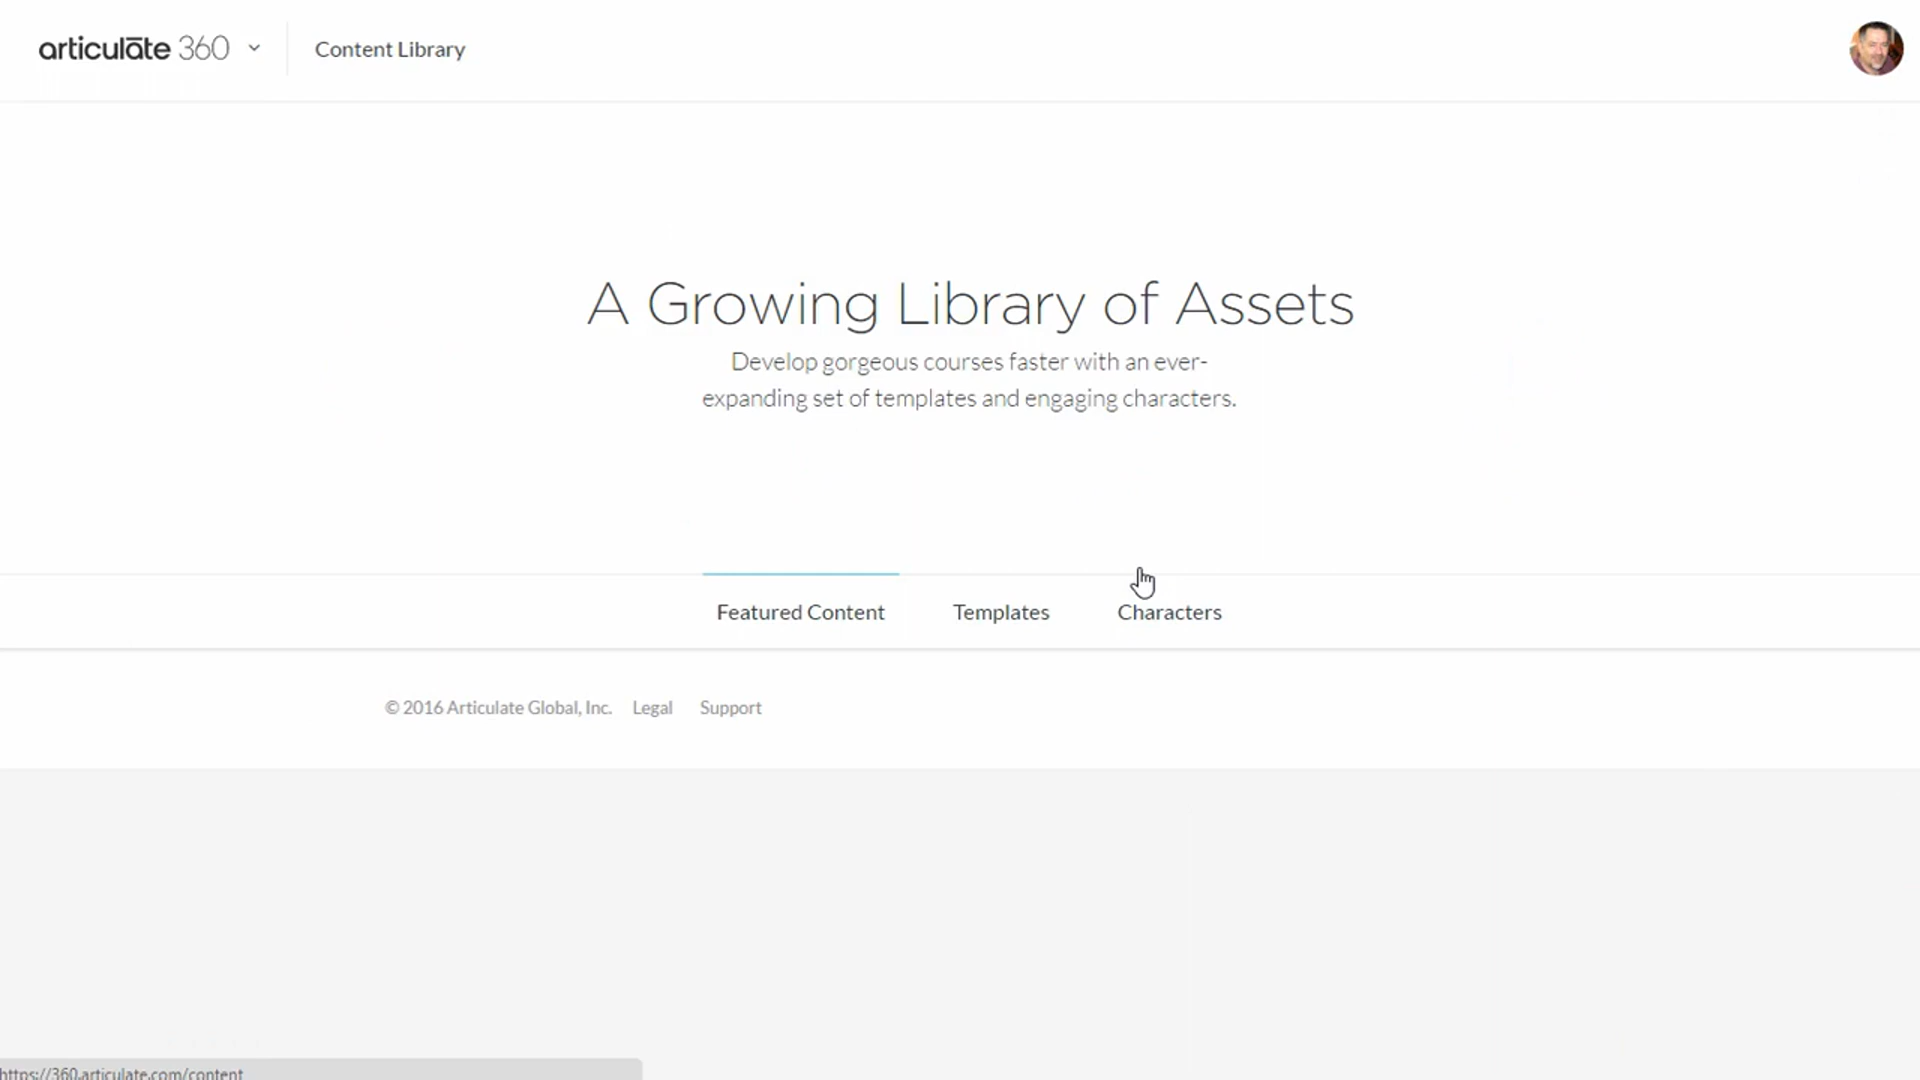 articulāte 360
Content Library
A Growing Library of Assets
Develop gorgeous courses faster with an ever-
expanding set of templates and engaging characters.
Featured Content
Templates
Characters
© 2016 Articulate Global, Inc. Legal Support
https://360.articulate.com/content